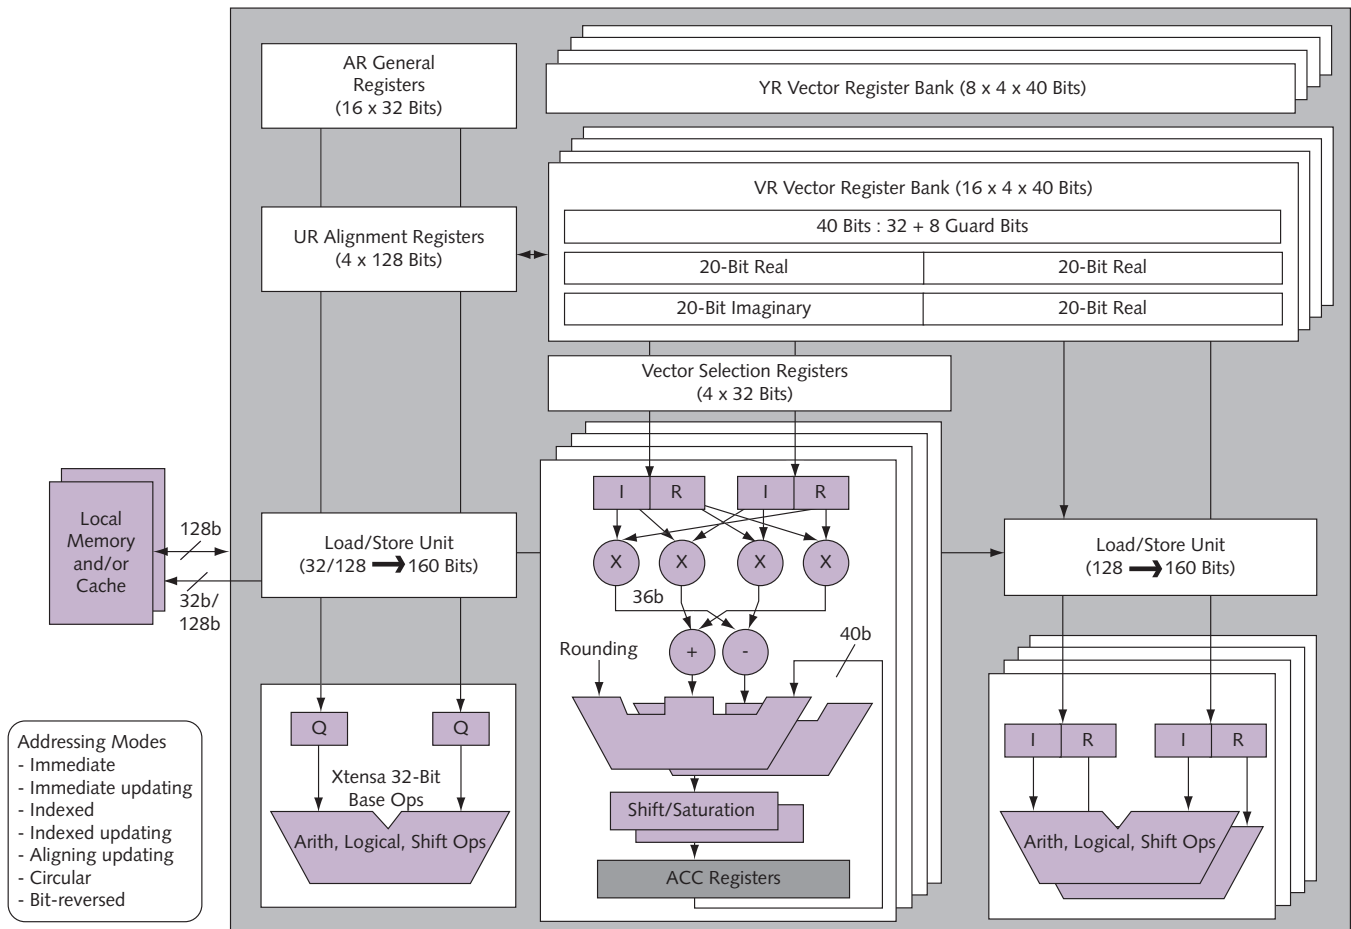 AR General
Registers
(16 x 32 Bits)
YR Vector Register Bank (8 x 4 x 40 Bits)
VR Vector Register Bank (16 x 4 x 40 Bits)
40 Bits : 32 + 8 Guard Bits
20-Bit Real
20-Bit Real
20-Bit Imaginary
20-Bit Real
UR Alignment Registers
(4 x 128 Bits)
Vector Selection Registers
(4 x 32 Bits)
Local
Memory
and/or
Cache
128b
32b/
128b
Load/Store Unit
(32/128 → 160 Bits)
I
R
I
R
X
X
X
X
36b
+
-
Rounding
40b
Shift/Saturation
ACC Registers
Load/Store Unit
(128 → 160 Bits)
Q
Q
Xtensa 32-Bit
Base Ops
Arith, Logical, Shift Ops
I
R
I
R
Arith, Logical, Shift Ops
Addressing Modes
- Immediate
- Immediate updating
- Indexed
- Indexed updating
- Aligning updating
- Circular
- Bit-reversed